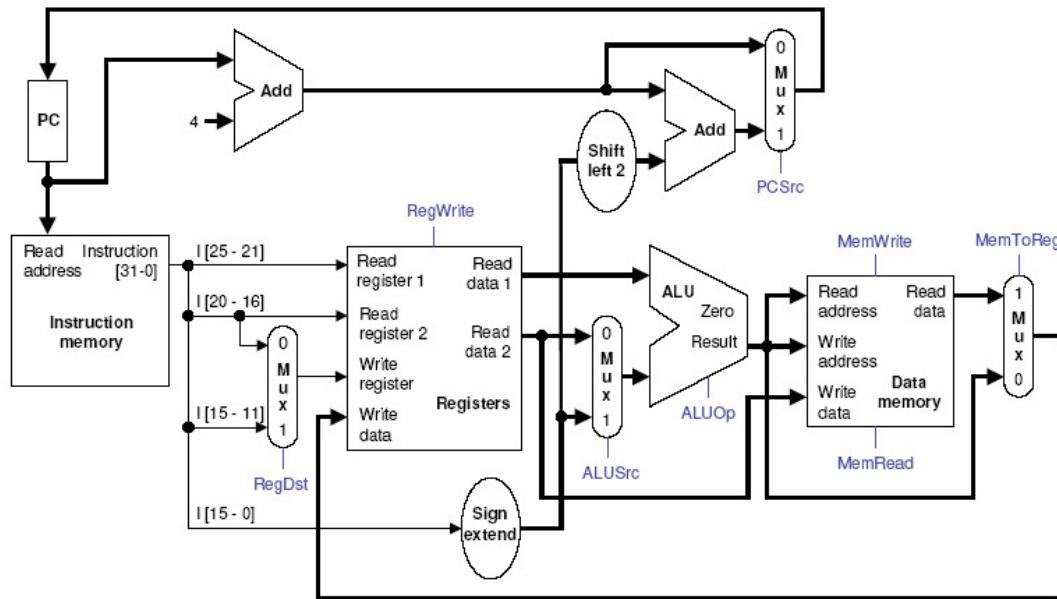 0
M
u
x
1
PC
Add
4
Add
Shift
left 2
PCSrc
RegWrite
MemWrite
MemToReg
Read Instruction
address [31-0]
Instruction
memory
I [25 - 21]
I [20 - 16]
I [15 - 11]
I [15 - 0]
0
M
u
x
1
RegDst
Read
register 1
Read
data 1
Read
register 2
Read
data 2
Write
register
Write
data
Registers
Sign
extend
0
M
u
x
1
ALUSrc
ALU
Zero
Result
ALUOp
Read
address
Read
data
Write
address
Write
data
Data
memory
MemRead
1
M
u
x
0